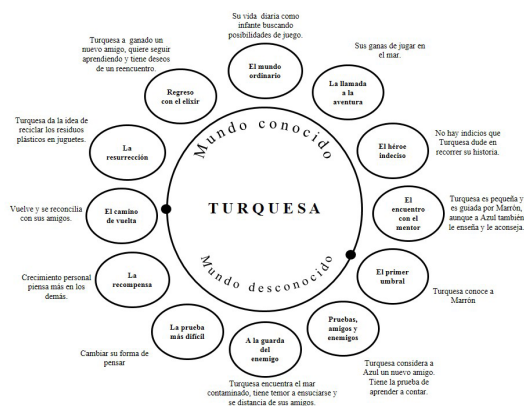 Su vida diaria como
infante buscando
posibilidades de juego.
El mundo
ordinario
Sus ganas de jugar en
el mar.
La llamada
a la
aventura
No hay indicios que
Turquesa dude en
recorrer su historia.
El héroe
indeciso
Turquesa es pequeña y
es guiada por Marrón,
aunque a Azul también
le enseña y le aconseja.
El
encuentro
con el
mentor
El primer
umbral
Turquesa conoce a
Marrón
Pruebas,
amigos y
enemigos
Turquesa considera a
Azul un nuevo amigo.
Tiene la prueba de
aprender a contar.
A la guarda
del
enemigo
Turquesa encuentra el mar
contaminado, tiene temor a ensuciarse y
se distancia de sus amigos.
La prueba
más difícil
Cambiar su forma de
pensar
La
recompensa
Crecimiento personal
piensa más en los
demás.
El camino
de vuelta
Vuelve y se reconcilia
con sus amigos.
La
resurrección
Turquesa da la idea de
reciclar los residuos
plásticos en juguetes.
Regreso
con el elixir
Turquesa a ganado un
nuevo amigo, quiere seguir
aprendiendo y tiene deseos
de un reencuentro.
Mundo conocido
TURQUESA
Mundo desconocido